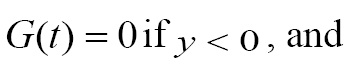 G(t) = 0 if y < 0, and